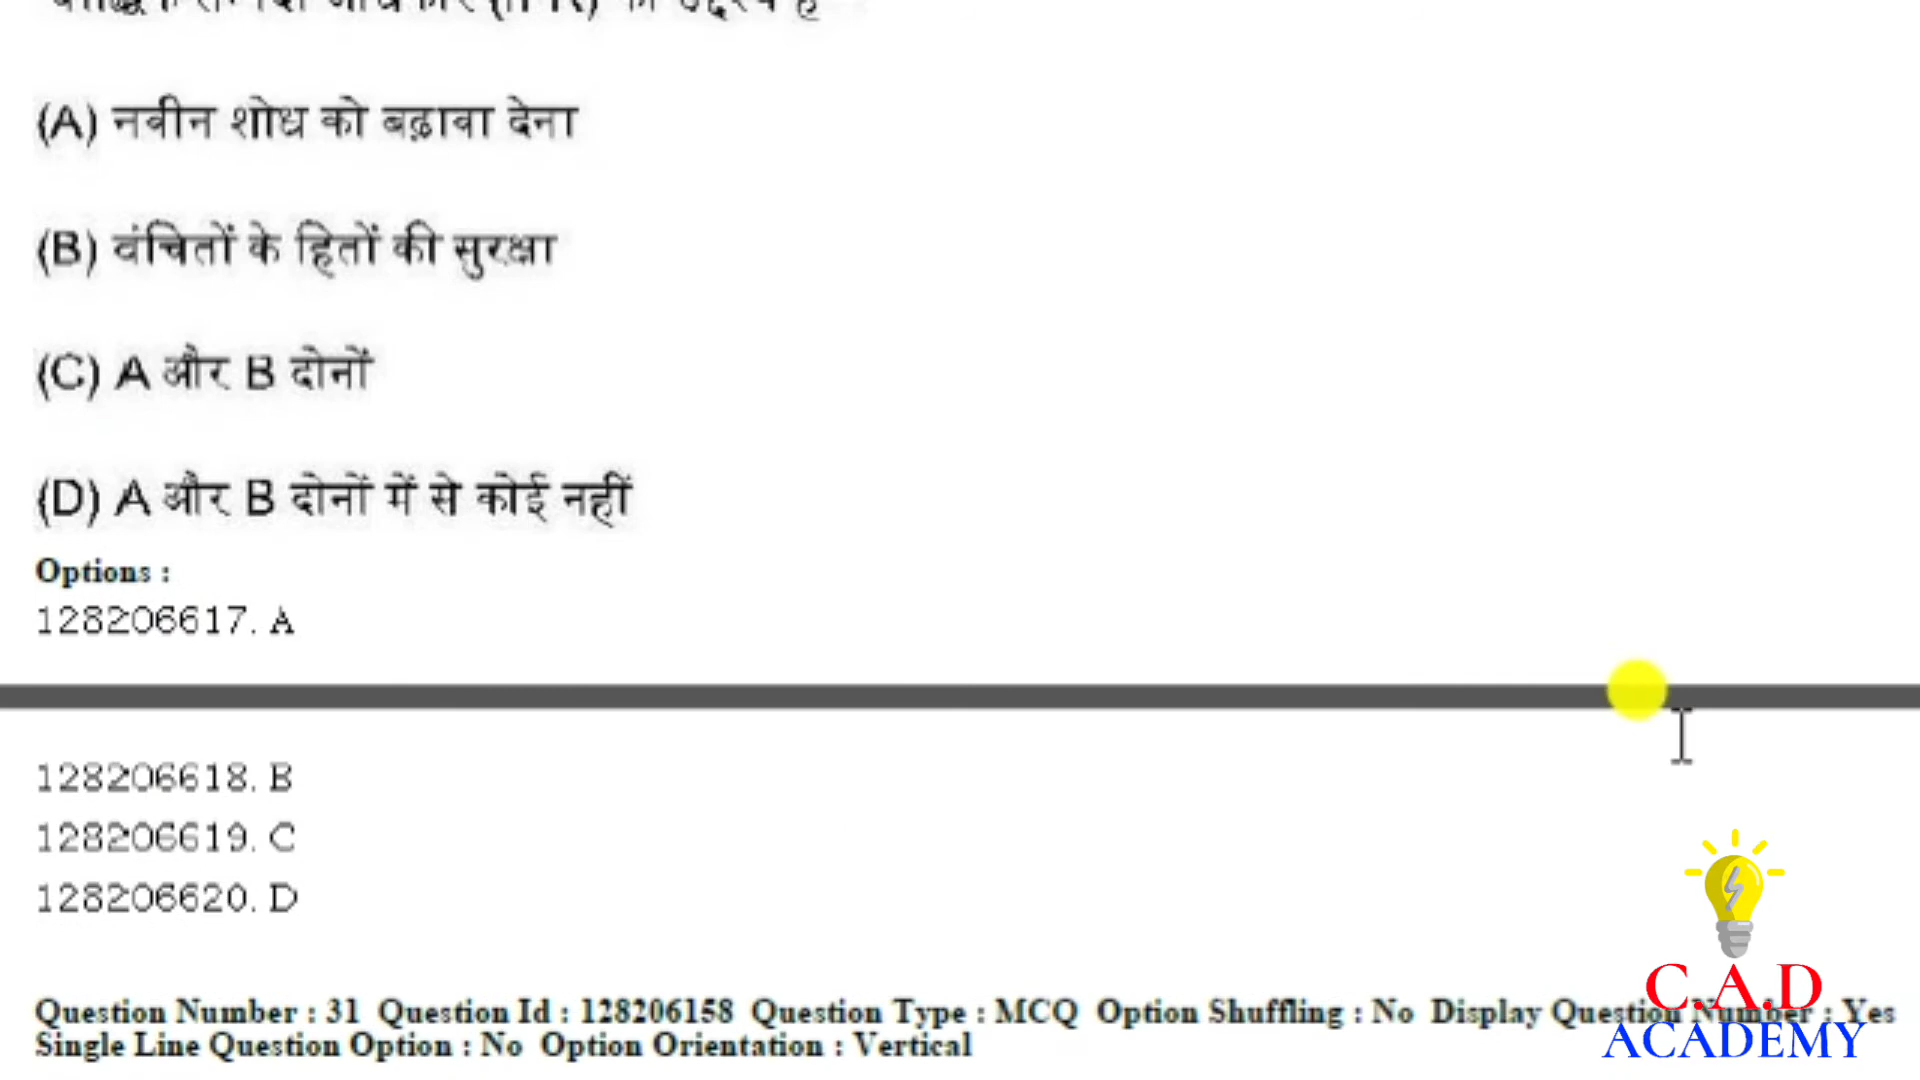 (A) नवीन शोध को बढ़ावा देना
(B) वंचितों के हितों की सुरक्षा
(C) A और B दोनों
(D) A और B दोनों में से कोई नहीं
Options :
128206617. A
128206618. B
128206619. C
128206620. D
Question Number : 31 Question Id : 128206158 Question Type : MCQ Option Shuffling : No Display Question Number : Yes
Single Line Question Option : No Option Orientation : Vertical
C.A.D
ACADEMY